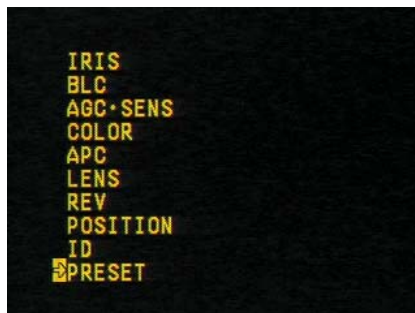 IRIS
BLC
AGC·SENS
COLOR
APC
LENS
REV
POSITION
ID
PRESET